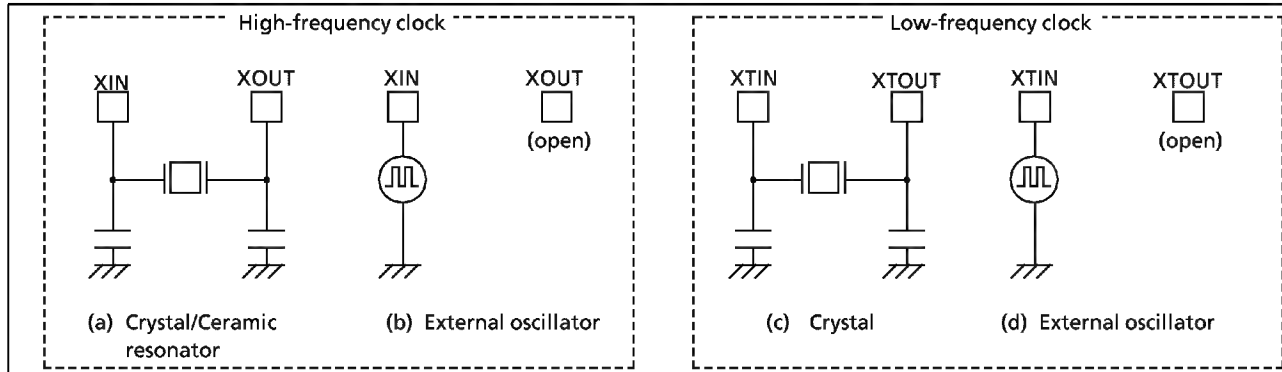 High-frequency clock
XIN
XOUT
XIN
XOUT
(open)
(a) Crystal/Ceramic
resonator
(b) External oscillator
Low-frequency clock
XTIN
XTOUT
XTIN
XTOUT
(open)
(c) Crystal
(d) External oscillator